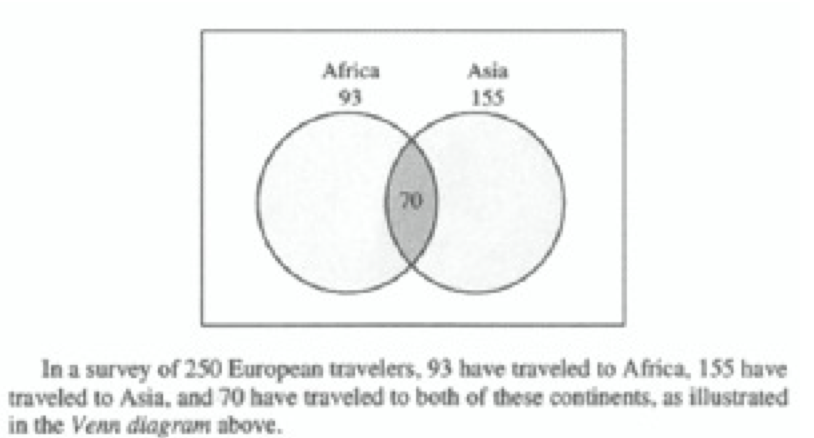 Africa Asia
93 155
70
In a survey of 250 European travelers, 93 have traveled to Africa, 155 have
traveled to Asia, and 70 have traveled to both of these continents, as illustrated
in the Venn diagram above.